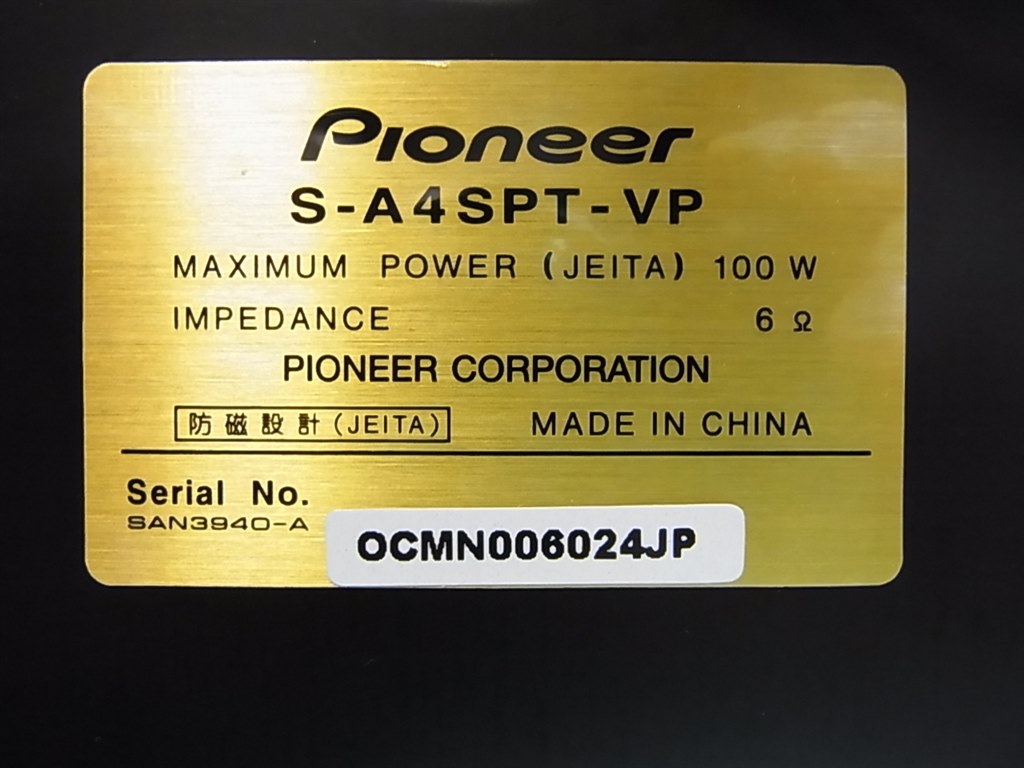 Pioneer
S-A4SPT-VP
MAXIMUM POWER (JEITA) 100 W
IMPEDANCE 6 Ω
PIONEER CORPORATION
防磁設計(JEITA) MADE IN CHINA
Serial No.
SAN3940-A
OCMN006024JP